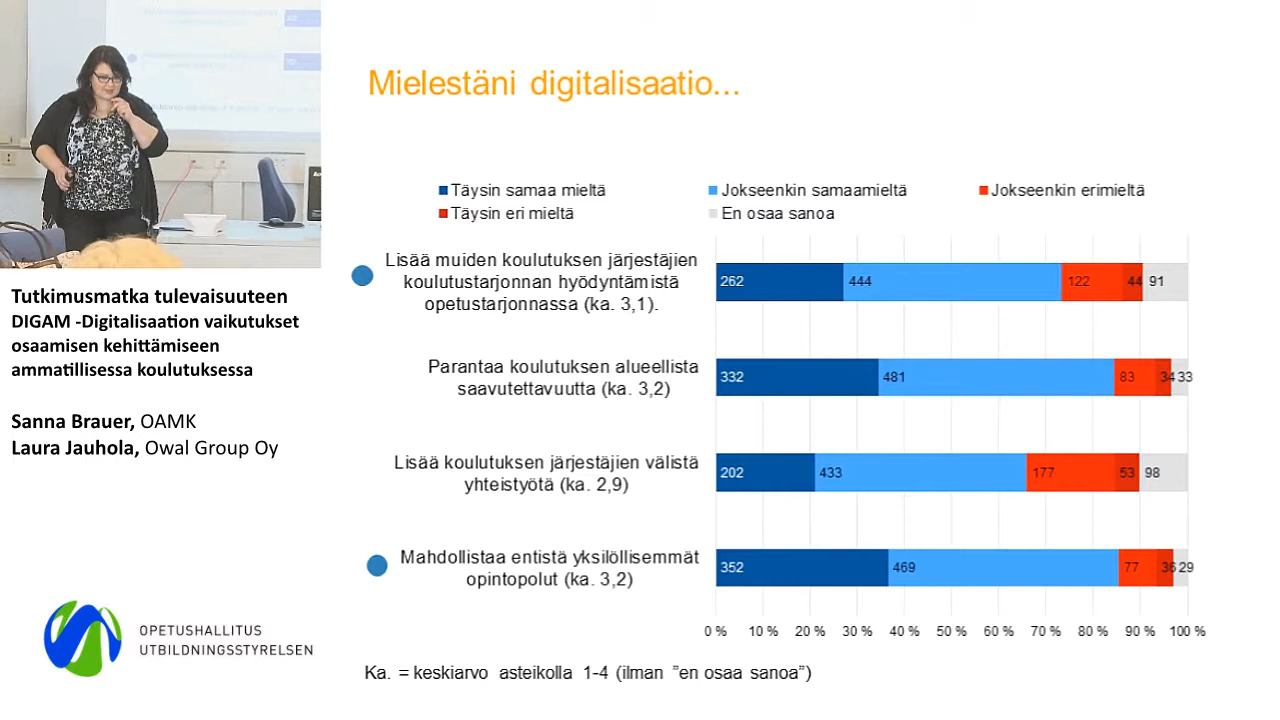 Mielestäni digitalisaatio...
Täysin samaa mieltä
Jokseenkin samaamieltä
Jokseenkin erimieltä
Täysin eri mieltä
En osaa sanoa
Lisää muiden koulutuksen järjestäjien
koulutustarjonnan hyödyntämistä
opetustarjonnassa (ka. 3,1).
262 444 122 44 91
Parantaa koulutuksen alueellista
saavutettavuutta (ka. 3,2)
332 481 83 34 33
Lisää koulutuksen järjestäjien välistä
yhteistyötä (ka. 2,9)
202 433 177 53 98
Mahdollistaa entistä yksilöllisemmät
opintopolut (ka. 3,2)
352 469 77 36 29
0 % 10 % 20 % 30 % 40 % 50 % 60 % 70 % 80 % 90 % 100 %
Ka. = keskiarvo asteikolla 1-4 (ilman ”en osaa sanoa”)
Tutkimusmatka tulevaisuuteen
DIGAM -Digitalisaation vaikutukset
osaamisen kehittämiseen
ammatillisessa koulutuksessa
Sanna Brauer, OAMK
Laura Jauhola, Owal Group Oy
OPETUSHALLITUS
UTBILDNINGSSTYRELSEN